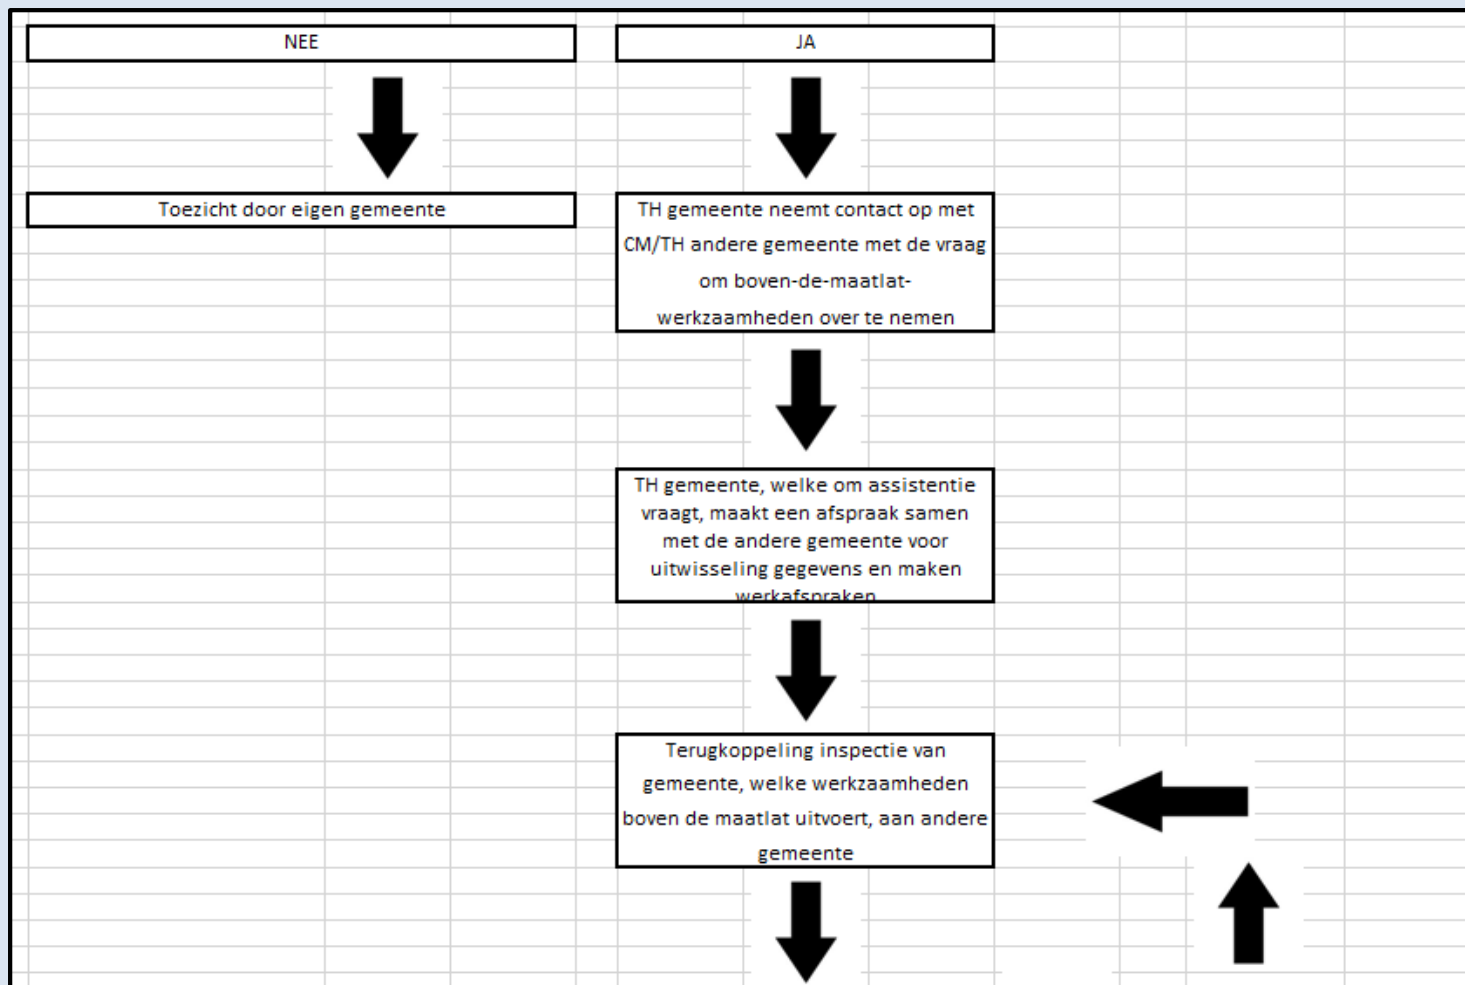 NEE
JA
Toezicht door eigen gemeente
TH gemeente neemt contact op met
CM/TH andere gemeente met de vraag
om boven-de-maatlat-
werkzaamheden over te nemen
TH gemeente, welke om assistentie
vraagt, maakt een afspraak samen
met de andere gemeente voor
uitwisseling gegevens en maken
werkafspraken
Terugkoppeling inspectie van
gemeente, welke werkzaamheden
boven de maatlat uitvoert, aan andere
gemeente